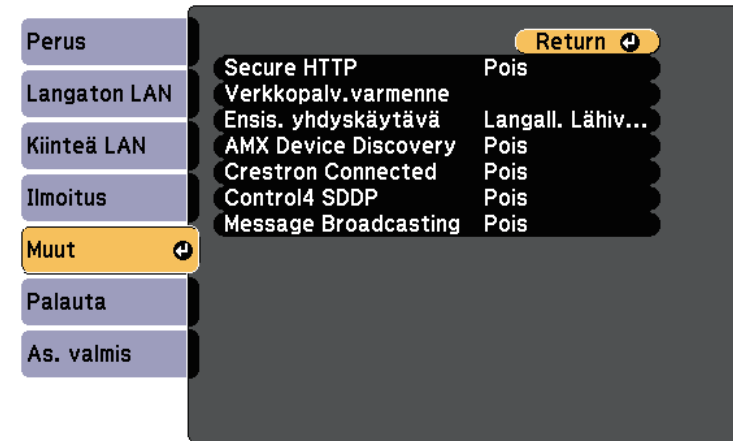 Perus
Langaton LAN
Kiinteä LAN
Ilmoitus
Muut
Palauta
As. valmis
Return
Secure HTTP Pois
Verkkopalv.varmenne
Ensis. yhdyskäytävä Langall. Lähiv...
AMX Device Discovery Pois
Crestron Connected Pois
Control4 SDDP Pois
Message Broadcasting Pois